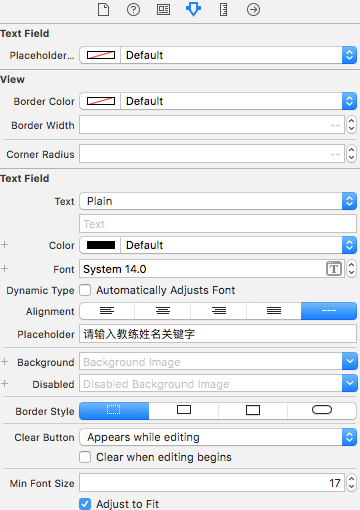 Text Field
Placeholder... Default
View
Border Color Default
Border Width --
Corner Radius --
Text Field
Text Plain
Text
Color Default
Font System 14.0
Dynamic Type Automatically Adjusts Font
Alignment ---
Placeholder 请输入教练姓名关键字
Background Background Image
Disabled Disabled Background Image
Border Style
Clear Button Appears while editing
Clear when editing begins
Min Font Size 17
Adjust to Fit